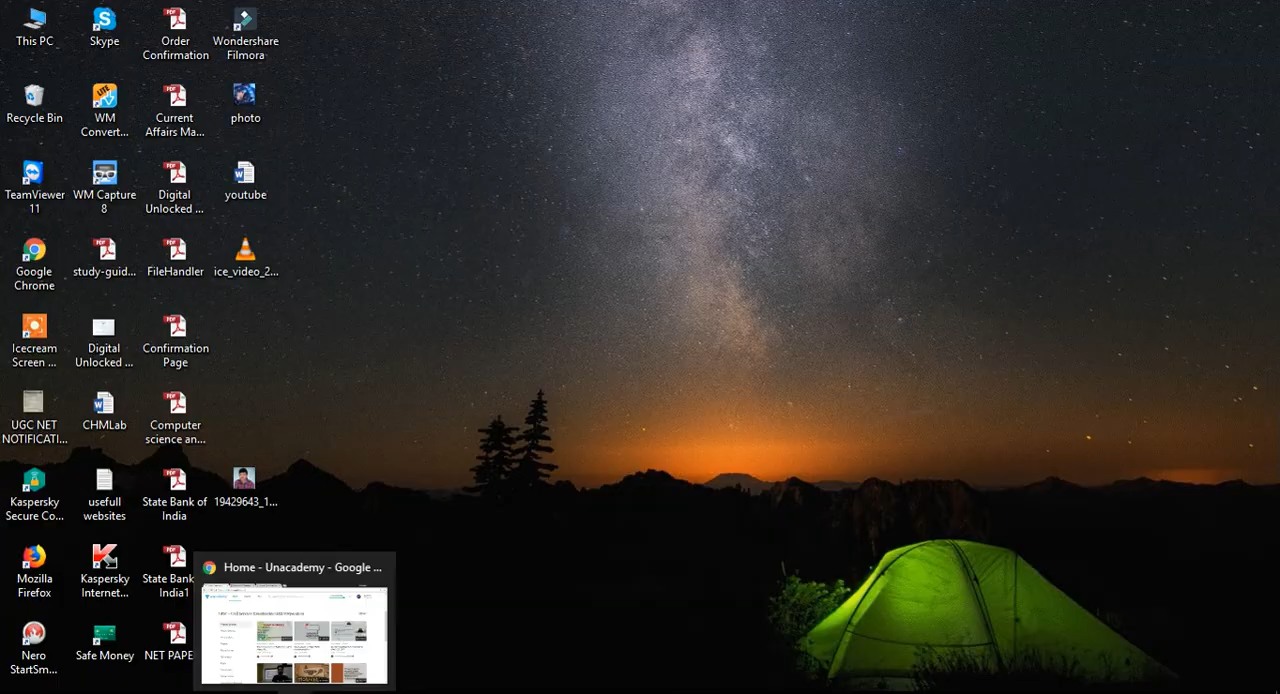 This PC
Skype
Order
Confirmation
Wondershare
Filmora
Recycle Bin
WM
Convert...
Current
Affairs Ma...
photo
TeamViewer
11
WM Capture
8
Digital
Unlocked ...
youtube
Google
Chrome
study-guid...
FileHandler
ice_video_2...
Icecream
Screen ...
Digital
Unlocked ...
Confirmation
Page
UGC NET
NOTIFICATI...
CHMLab
Computer
science an...
Kaspersky
Secure Co...
usefull
websites
State Bank of
India
19429643_1...
Mozilla
Firefox
Kaspersky
Internet...
State Bank
India1
Home - Unacademy - Google ...
Nero
StartSm...
Safe Money
NET PAPE